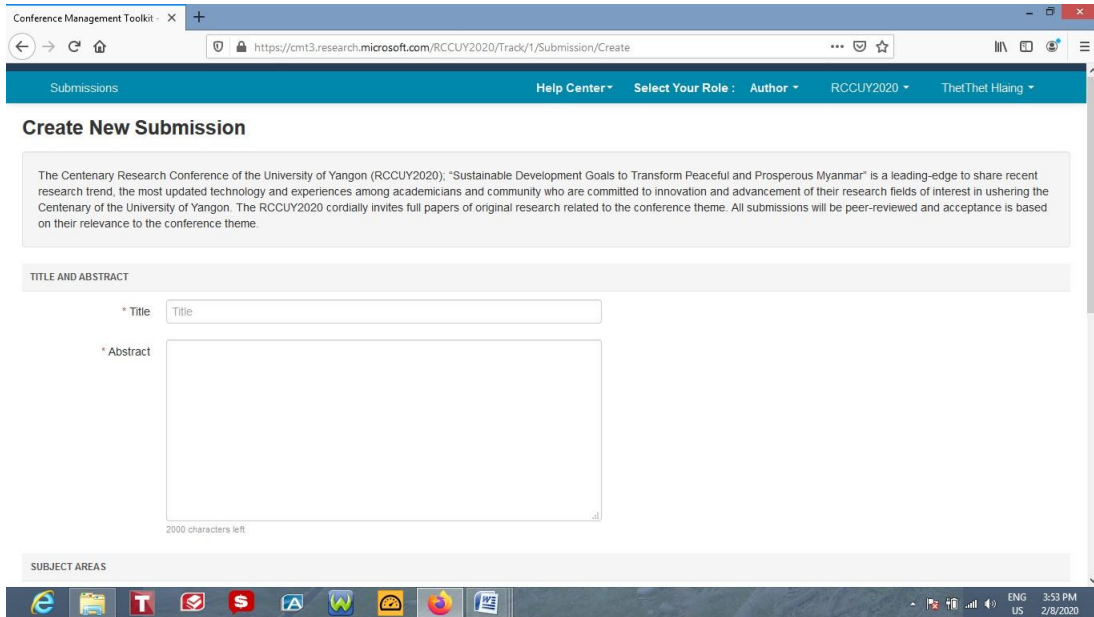 Conference Management Toolkit -
https://cmt3.research.microsoft.com/RCCUY2020/Track/1/Submission/Create
Submissions Help Center Select Your Role : Author RCCUY2020 ThetThet Hlaing
Create New Submission
The Centenary Research Conference of the University of Yangon (RCCUY2020); “Sustainable Development Goals to Transform Peaceful and Prosperous Myanmar” is a leading-edge to share recent
research trend, the most updated technology and experiences among academicians and community who are committed to innovation and advancement of their research fields of interest in ushering the
Centenary of the University of Yangon. The RCCUY2020 cordially invites full papers of original research related to the conference theme. All submissions will be peer-reviewed and acceptance is based
on their relevance to the conference theme.
TITLE AND ABSTRACT
* Title Title
* Abstract
2000 characters left
SUBJECT AREAS
ENG 3:53 PM
US 2/8/2020